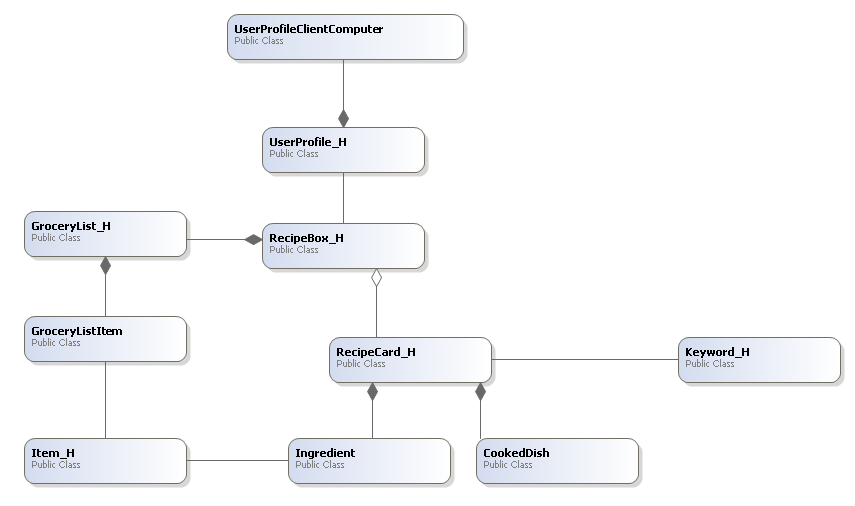 UserProfileClientComputer
Public Class
UserProfile_H
Public Class
GroceryList_H
Public Class
RecipeBox_H
Public Class
GroceryListItem
Public Class
RecipeCard_H
Public Class
Keyword_H
Public Class
Item_H
Public Class
Ingredient
Public Class
CookedDish
Public Class